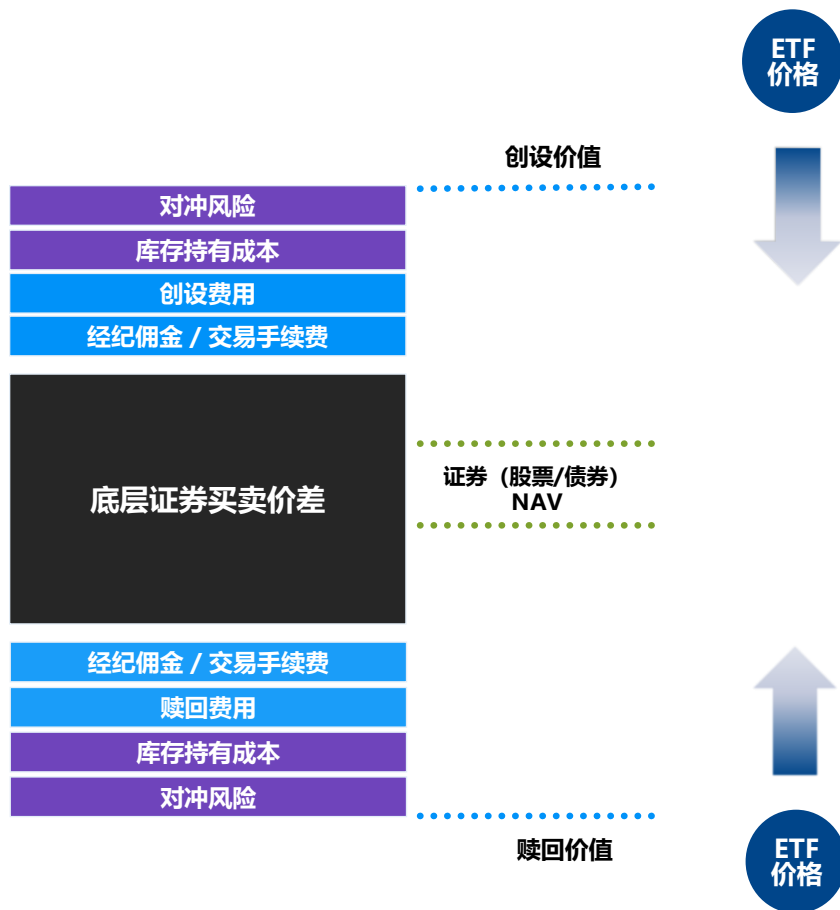 ETF
价格
创设价值
对冲风险
库存持有成本
创设费用
经纪佣金 / 交易手续费
底层证券买卖价差
证券（股票/债券）
NAV
经纪佣金 / 交易手续费
赎回费用
库存持有成本
对冲风险
赎回价值
ETF
价格